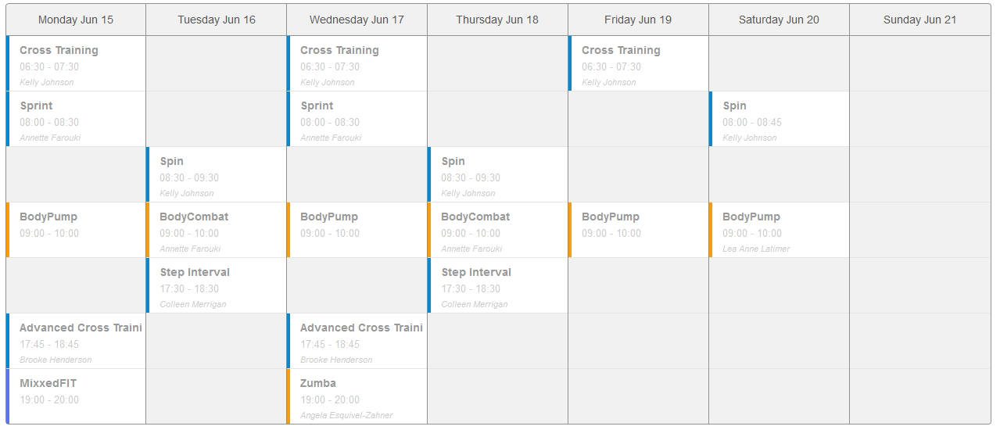 Monday Jun 15 Tuesday Jun 16 Wednesday Jun 17 Thursday Jun 18 Friday Jun 19 Saturday Jun 20 Sunday Jun 21
Cross Training Cross Training Cross Training
06:30 - 07:30 06:30 - 07:30 06:30 - 07:30
Kelly Johnson Kelly Johnson Kelly Johnson
Sprint Sprint Spin
08:00 - 08:30 08:00 - 08:30 08:00 - 08:45
Annette Farouki Annette Farouki Kelly Johnson
Spin Spin
08:30 - 09:30 08:30 - 09:30
Kelly Johnson Kelly Johnson
BodyPump BodyCombat BodyPump BodyCombat BodyPump BodyPump
09:00 - 10:00 09:00 - 10:00 09:00 - 10:00 09:00 - 10:00 09:00 - 10:00 09:00 - 10:00
Annette Farouki Annette Farouki Lea Anne Latimer
Step Interval Step Interval
17:30 - 18:30 17:30 - 18:30
Colleen Merrigan Colleen Merrigan
Advanced Cross Traini Advanced Cross Traini
17:45 - 18:45 17:45 - 18:45
Brooke Henderson Brooke Henderson
MixxedFIT Zumba
19:00 - 20:00 19:00 - 20:00
Angela Esquivel-Zahner